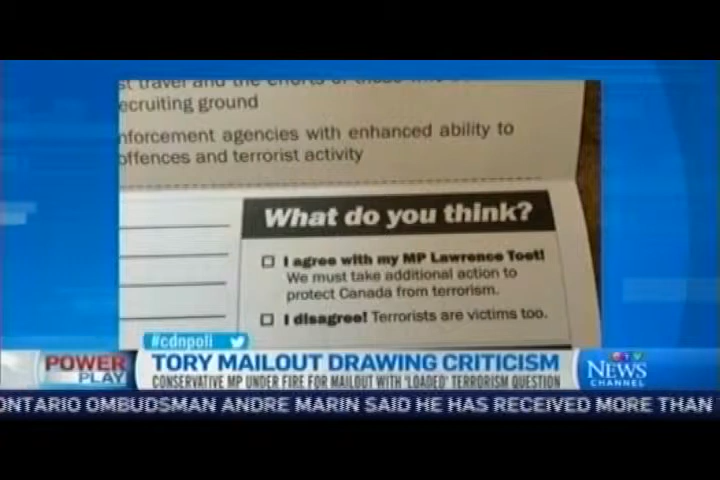 ecruiting ground
nforcement agencies with enhanced ability to
offences and terrorist activity
What do you think?
I agree with my MP Lawrence Toet!
We must take additional action to
protect Canada from terrorism.
I disagree! Terrorists are victims too.
#cdnpoli
POWER
PLAY
TORY MAILOUT DRAWING CRITICISM
CONSERVATIVE MP UNDER FIRE FOR MAILOUT WITH 'LOADED' TERRORISM QUESTION
CTV
NEWS
CHANNEL
ONTARIO OMBUDSMAN ANDRE MARIN SAID HE HAS RECEIVED MORE THAN